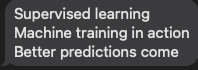 Supervised learning
Machine training in action
Better predictions come